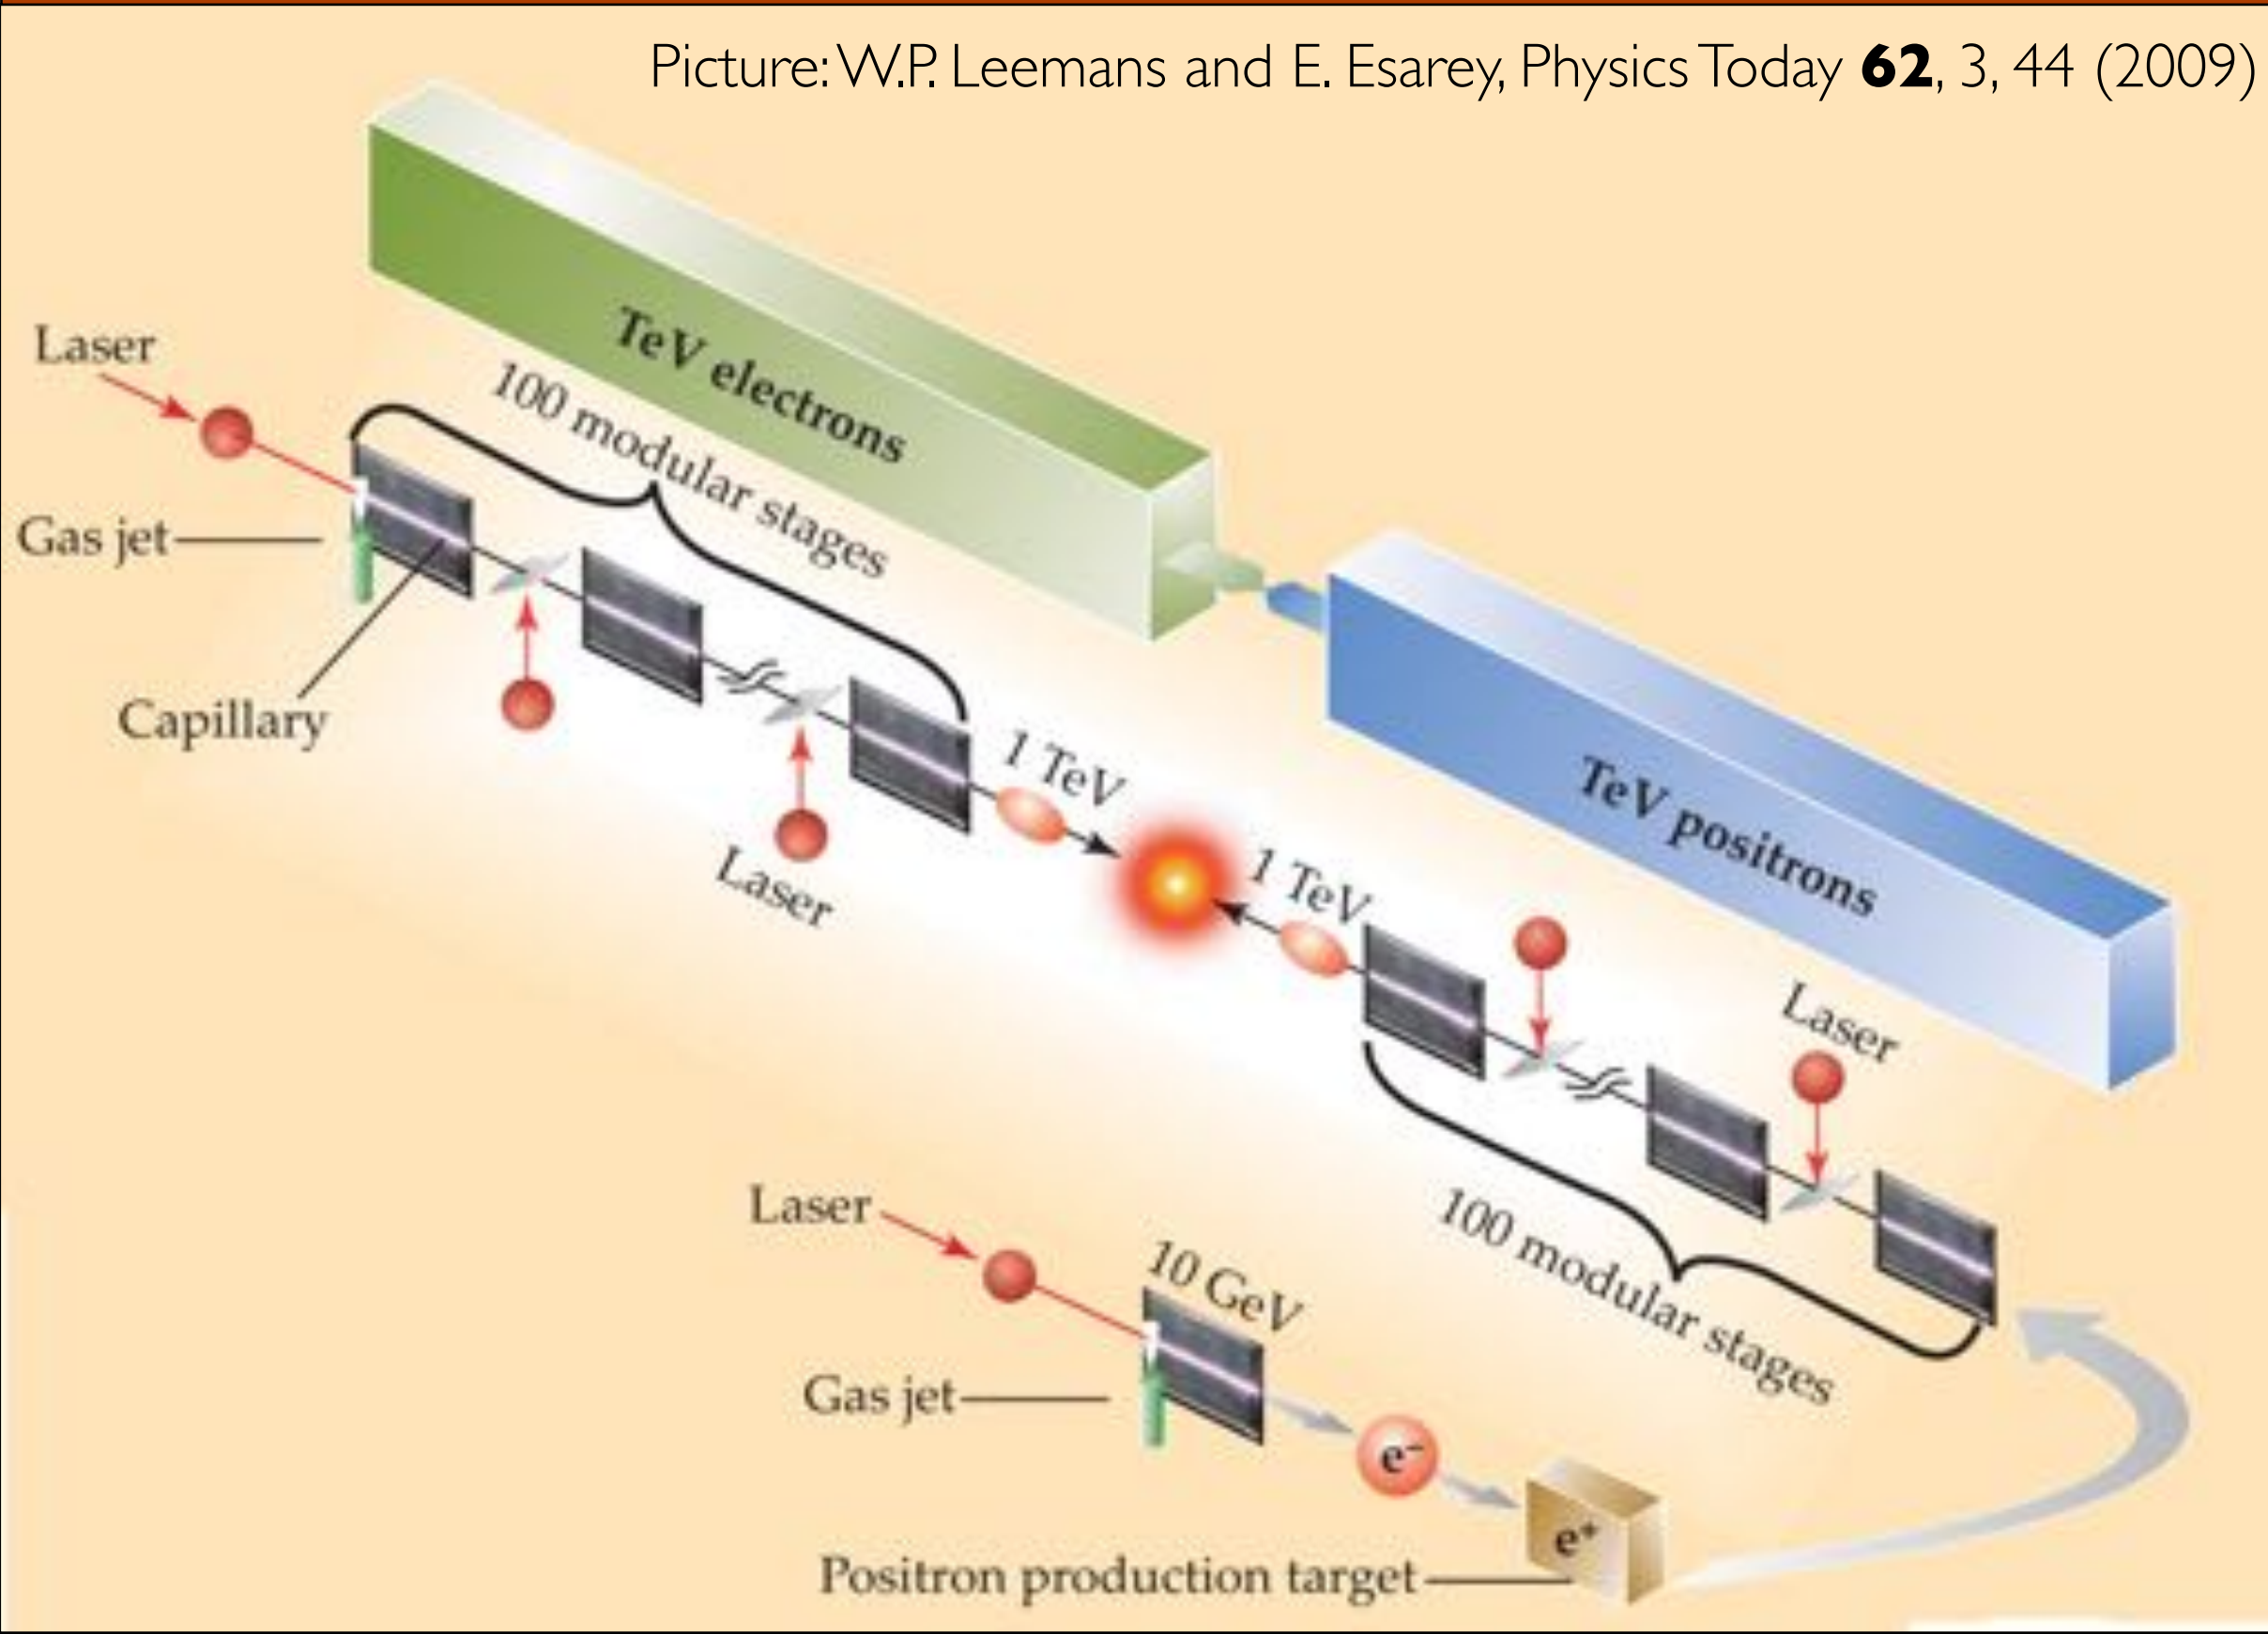 Picture: W.P. Leemans and E. Esarey, Physics Today 62, 3, 44 (2009)
TeV electrons
Laser
100 modular stages
Gas jet
Capillary
1 TeV
Laser
1 TeV
TeV positrons
Laser
100 modular stages
Laser
10 GeV
Gas jet
e⁻
e⁺
Positron production target